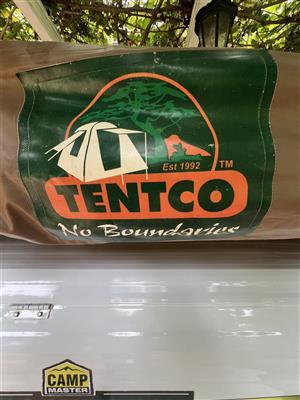 Est 1992
TM
TENTCO
No Boundaries
CAMP
MASTER